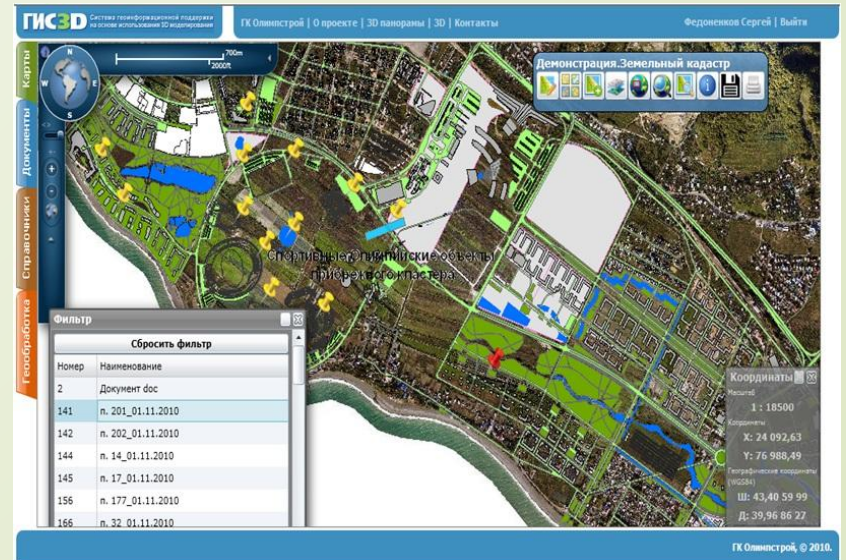 ГИС3D
Система геоинформационной поддержки
на основе использования 3D моделирования
ГК Олимпстрой | О проекте | 3D панорамы | 3D | Контакты
Федоненков Сергей | Выйти
Карты
Документы
Справочники
Геообработка
N
W
E
S
700m
2000ft
Демонстрация.Земельный кадастр
Спортивные Олимпийские объекты
прибрежного кластера
Фильтр
Сбросить фильтр
Номер Наименование
2 Документ doc
141 п. 201_01.11.2010
142 п. 202_01.11.2010
144 п. 14_01.11.2010
145 п. 17_01.11.2010
156 п. 177_01.11.2010
166 п. 32_01.11.2010
Координаты
Масштаб
1 : 18500
Координаты
X: 24 092,63
Y: 76 988,49
Географические координаты
(WGS84)
Ш: 43,40 59 99
Д: 39,96 86 27
ГК Олимпстрой, © 2010.